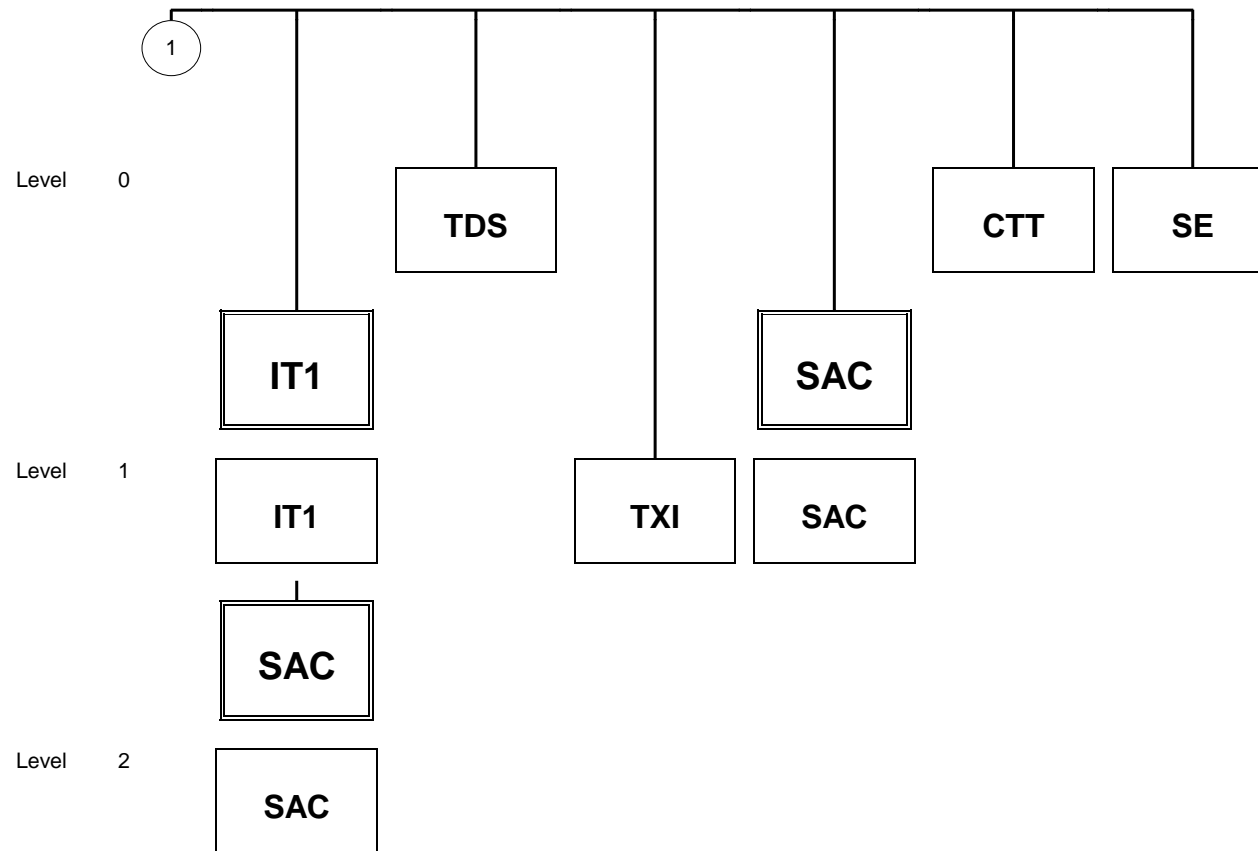 1
Level 0
TDS
CTT
SE
IT1
SAC
Level 1
IT1
TXI
SAC
SAC
Level 2
SAC